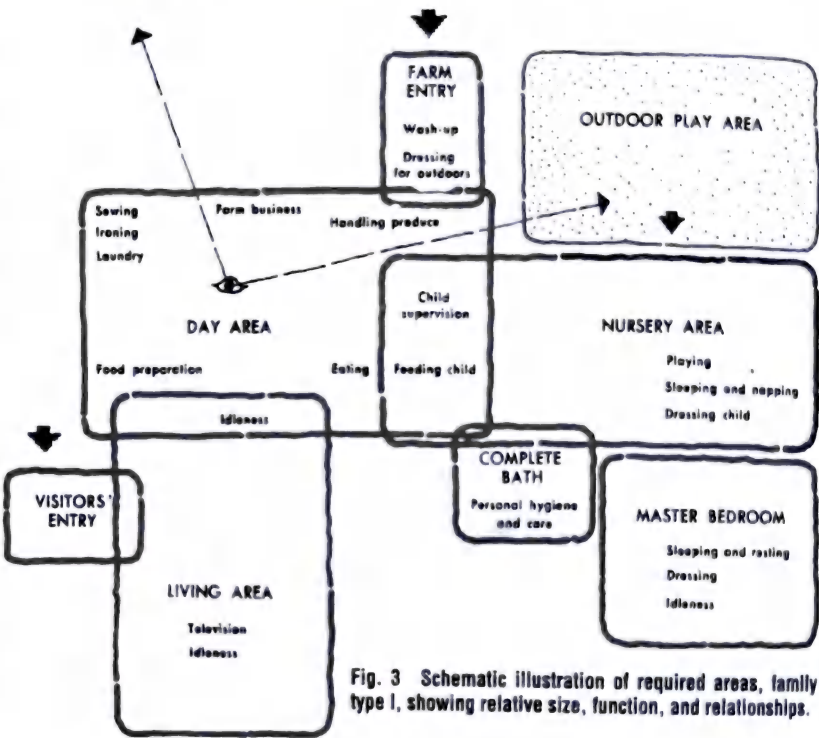 FARM
ENTRY
Wash-up
Dressing
for outdoors
OUTDOOR PLAY AREA
Sewing
Ironing
Laundry
Farm business
Handling produce
DAY AREA
Child
supervision
NURSERY AREA
Playing
Sleeping and napping
Dressing child
Food preparation
Eating
Feeding child
Idleness
COMPLETE
BATH
Personal hygiene
and care
VISITORS'
ENTRY
MASTER BEDROOM
Sleeping and resting
Dressing
Idleness
LIVING AREA
Television
Idleness
Fig. 3 Schematic illustration of required areas, family
type I, showing relative size, function, and relationships.